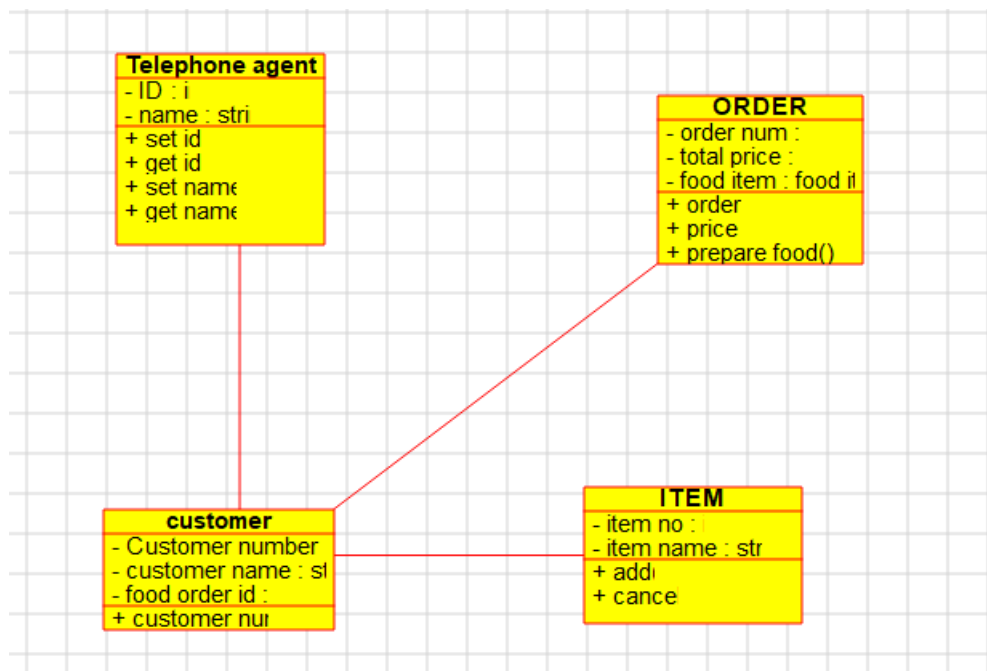 Telephone agent
- ID : i
- name : stri
+ set id
+ get id
+ set name
+ get name
ORDER
- order num :
- total price :
- food item : food it
+ order
+ price
+ prepare food()
customer
- Customer number
- customer name : st
- food order id :
+ customer nu
ITEM
- item no :
- item name : str
+ add(
+ cancel